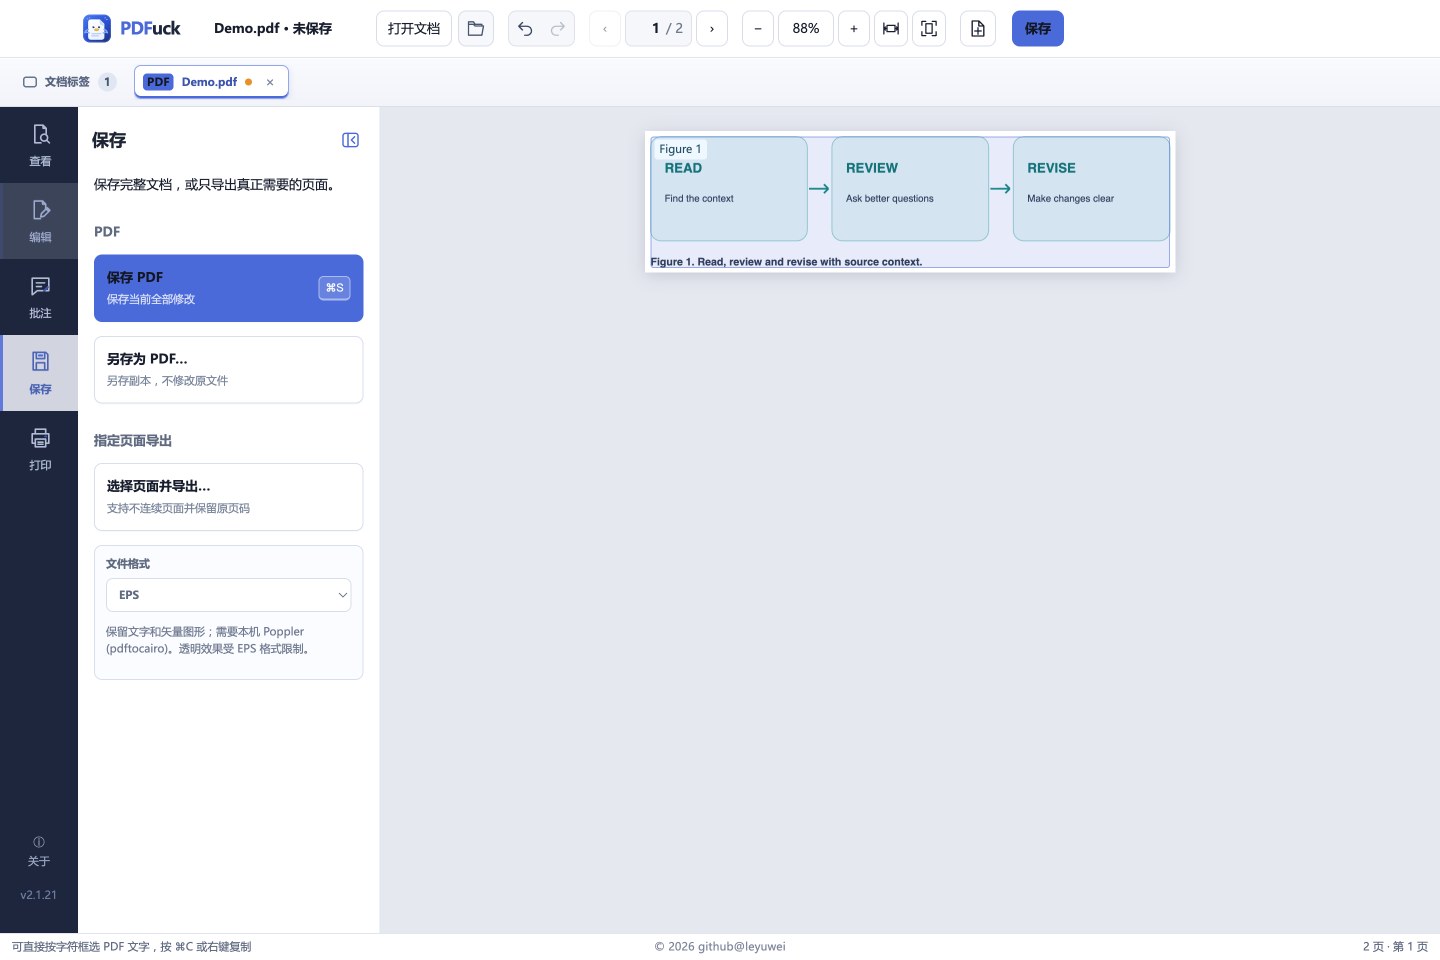 PDFuck
Demo.pdf • 未保存
打开文档
‹
1 / 2
›
−
88%
+
保存
文档标签 1
PDF Demo.pdf ×
查看
编辑
批注
保存
打印
关于
v2.1.21
保存
保存完整文档，或只导出真正需要的页面。
PDF
保存 PDF
保存当前全部修改
⌘S
另存为 PDF...
另存副本，不修改原文件
指定页面导出
选择页面并导出...
支持不连续页面并保留原页码
文件格式
EPS
保留文字和矢量图形；需要本机 Poppler
(pdftocairo)。透明效果受 EPS 格式限制。
Figure 1
READ
Find the context
REVIEW
Ask better questions
REVISE
Make changes clear
Figure 1. Read, review and revise with source context.
可直接按字符框选 PDF 文字，按 ⌘C 或右键复制
© 2026 github@leyuwei
2 页 · 第 1 页